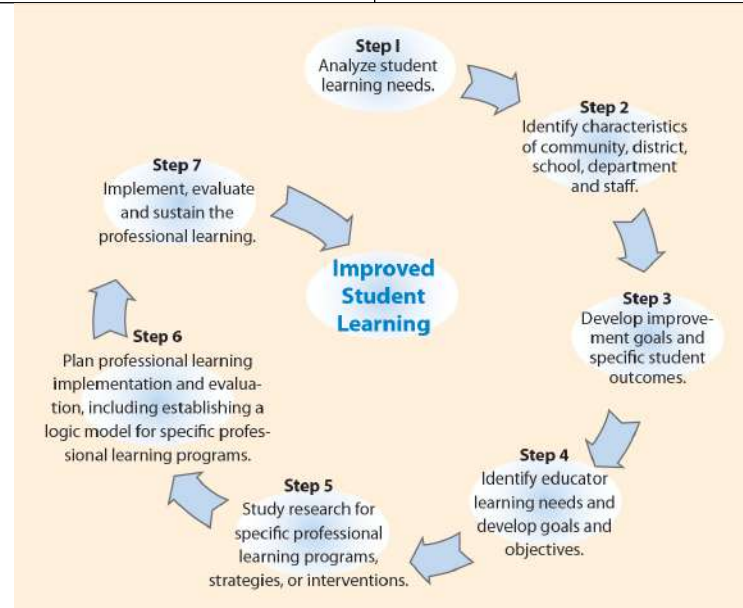 Step I
Analyze student
learning needs.
Step 2
Identify characteristics
of community, district,
school, department
and staff.
Step 3
Develop improve-
ment goals and
specific student
outcomes.
Step 4
Identify educator
learning needs and
develop goals and
objectives.
Step 5
Study research for
specific professional
learning programs,
strategies, or interventions.
Step 6
Plan professional learning
implementation and evalua-
tion, including establishing a
logic model for specific profes-
sional learning programs.
Step 7
Implement, evaluate
and sustain the
professional learning.
Improved
Student
Learning